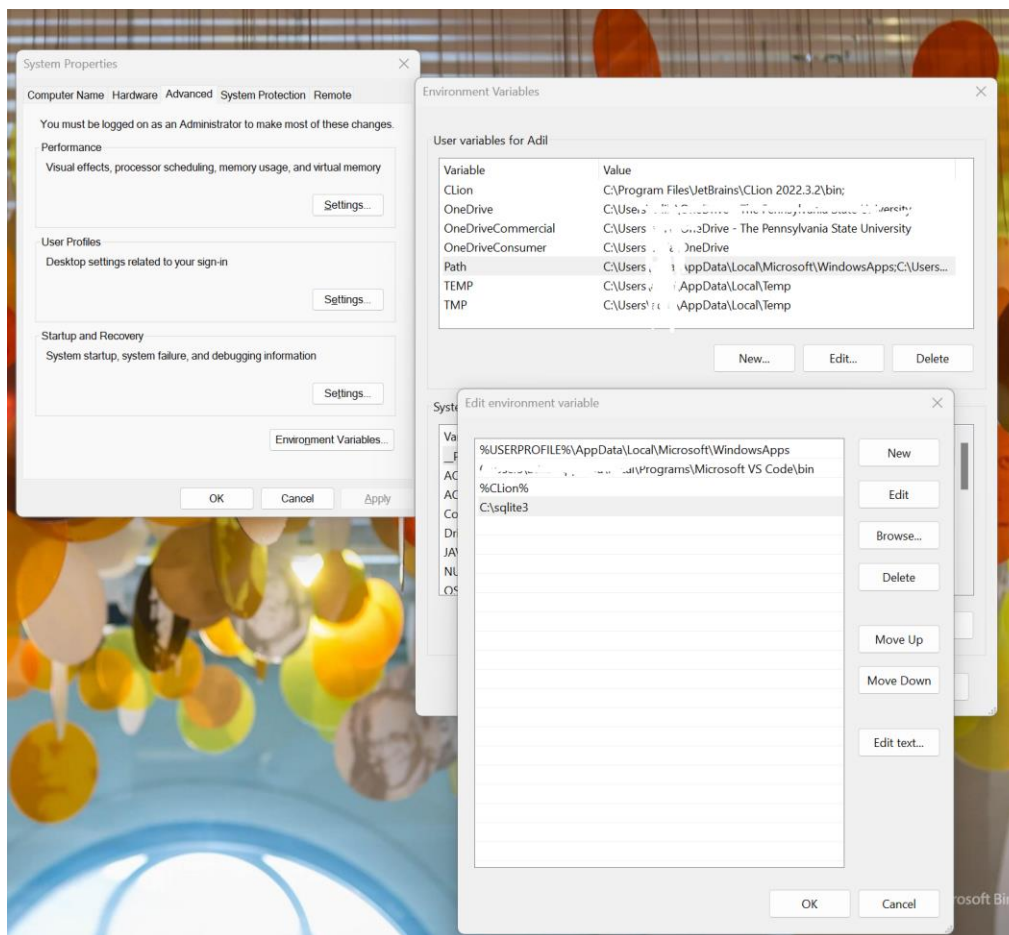 System Properties
Computer Name Hardware Advanced System Protection Remote
You must be logged on as an Administrator to make most of these changes.
Performance
Visual effects, processor scheduling, memory usage, and virtual memory
Settings...
User Profiles
Desktop settings related to your sign-in
Settings...
Startup and Recovery
System startup, system failure, and debugging information
Settings...
Environment Variables...
OK Cancel Apply
Environment Variables
User variables for Adil
Variable Value
CLion C:\Program Files\JetBrains\CLion 2022.3.2\bin;
OneDrive C:\Users
OneDriveCommercial C:\Users - The Pennsylvania State University
OneDriveConsumer C:\Users OneDrive
Path C:\Users \AppData\Local\Microsoft\WindowsApps;C:\Users...
TEMP C:\Users \AppData\Local\Temp
TMP C:\Users \AppData\Local\Temp
New... Edit... Delete
Edit environment variable
%USERPROFILE%\AppData\Local\Microsoft\WindowsApps
\Programs\Microsoft VS Code\bin
%CLion%
C:\sqlite3
New
Edit
Browse...
Delete
Move Up
Move Down
Edit text...
OK Cancel